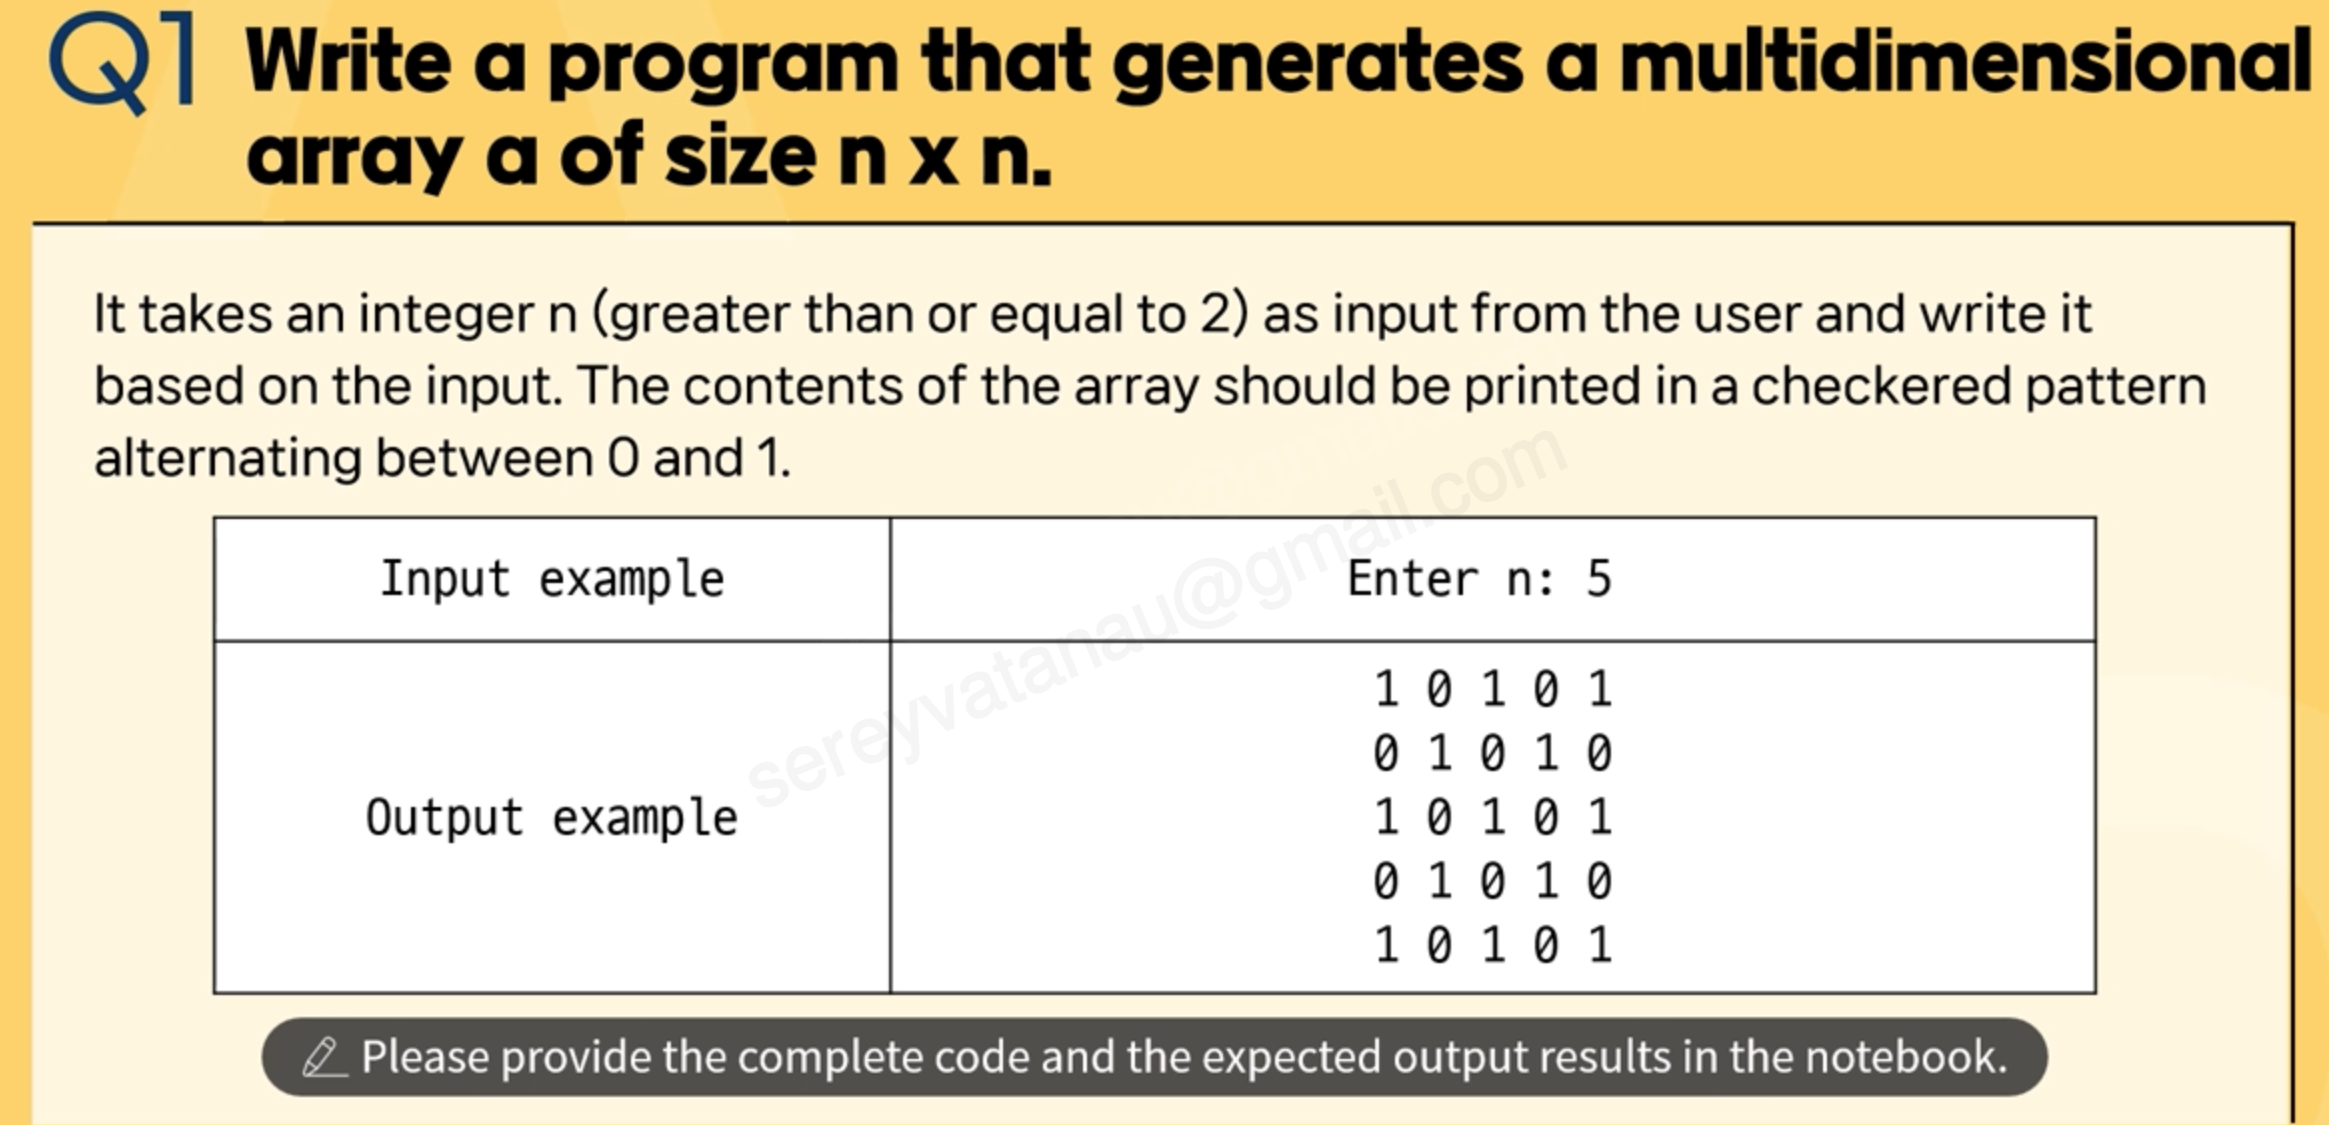 Q1 Write a program that generates a multidimensional
array a of size n x n.
It takes an integer n (greater than or equal to 2) as input from the user and write it
based on the input. The contents of the array should be printed in a checkered pattern
alternating between 0 and 1.
Input example Enter n: 5
Output example
1 0 1 0 1
0 1 0 1 0
1 0 1 0 1
0 1 0 1 0
1 0 1 0 1
sereyvatanau@gmail.com
Please provide the complete code and the expected output results in the notebook.